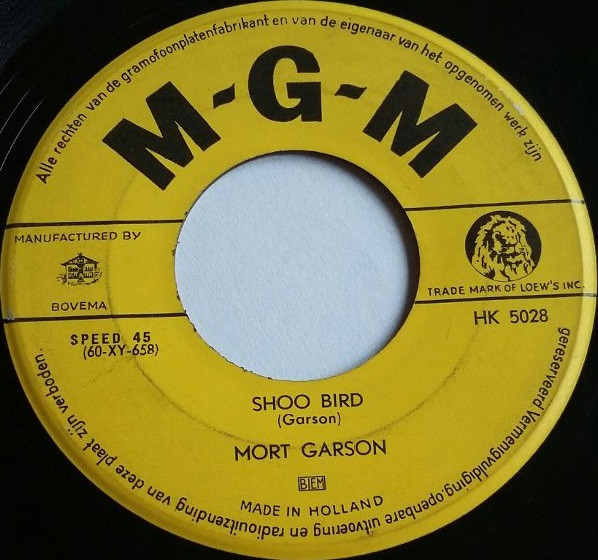 Alle rechten van de gramofoonplatenfabrikant en van de eigenaar van het opgenomen werk zijn
M-G-M
MANUFACTURED BY
BOVEMA
TRADE MARK OF LOEW'S INC.
HK 5028
SPEED 45
(60-XY-658)
SHOO BIRD
(Garson)
MORT GARSON
BIEM
MADE IN HOLLAND
gereserveerd Vermenigvuldiging, openbare uitvoering en radiouitzending van deze plaat zijn verboden.